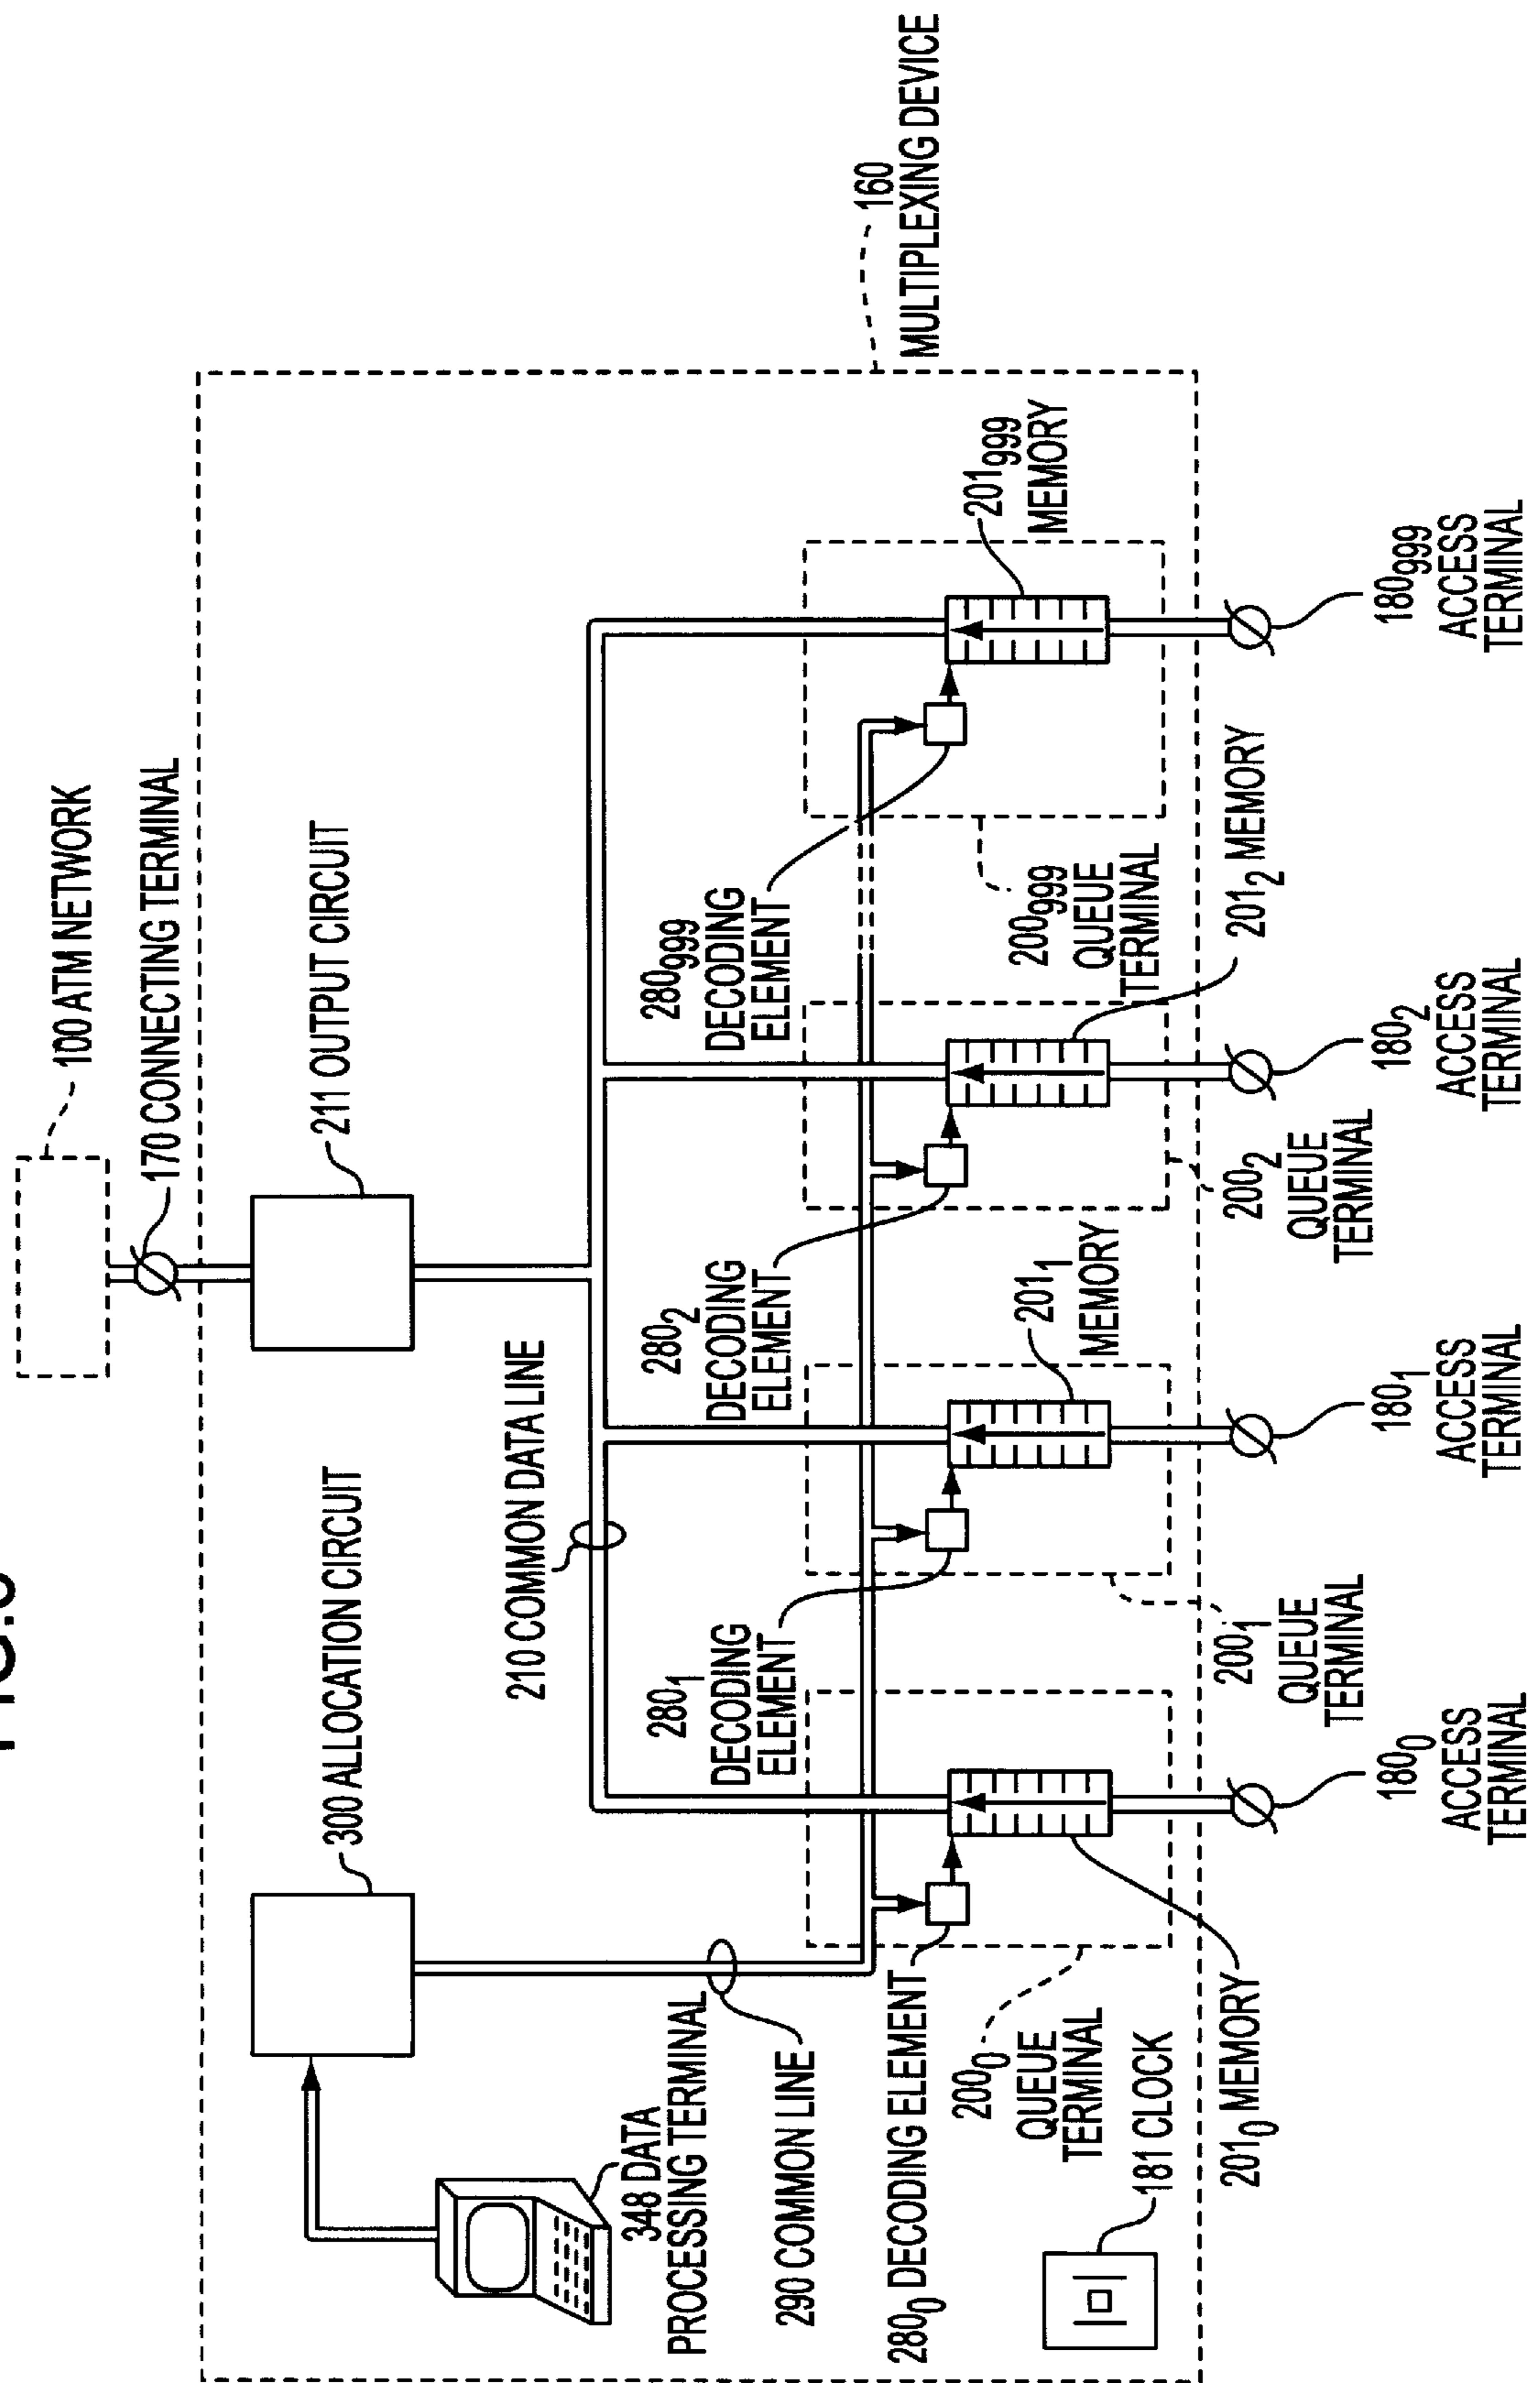 100 ATM NETWORK
170 CONNECTING TERMINAL
211 OUTPUT CIRCUIT
300 ALLOCATION CIRCUIT
348 DATA
PROCESSING TERMINAL
210 COMMON DATA LINE
290 COMMON LINE
160
MULTIPLEXING DEVICE
280₀ DECODING ELEMENT
280₁
DECODING
ELEMENT
280₂
DECODING
ELEMENT
280₉₉₉
DECODING
ELEMENT
200₀
QUEUE
TERMINAL
201₀ MEMORY
181 CLOCK
200₁
QUEUE
TERMINAL
201₁
MEMORY
200₂
QUEUE
TERMINAL
201₂ MEMORY
200₉₉₉
QUEUE
TERMINAL
201₉₉₉
MEMORY
180₀
ACCESS
TERMINAL
180₁
ACCESS
TERMINAL
180₂
ACCESS
TERMINAL
180₉₉₉
ACCESS
TERMINAL